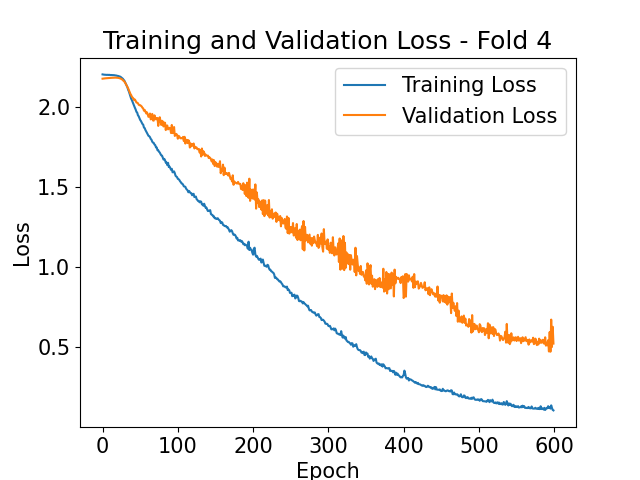 Training and Validation Loss - Fold 4
Training Loss
Validation Loss
Loss
2.0
1.5
1.0
0.5
0 100 200 300 400 500 600
Epoch